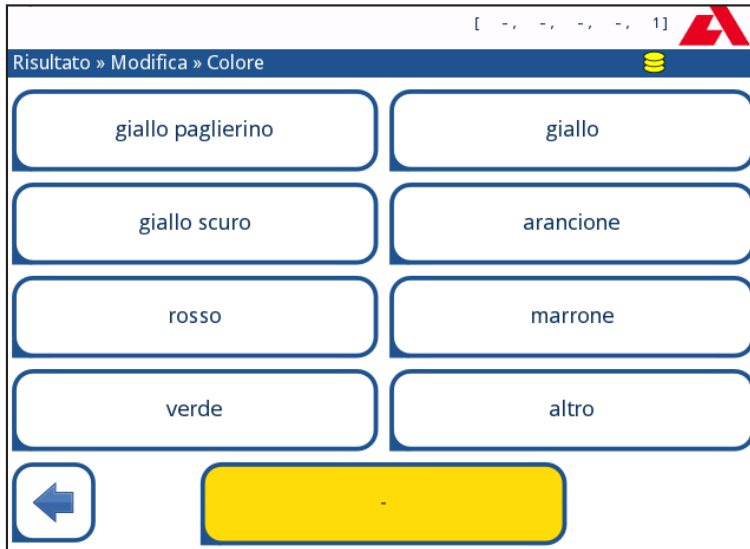 [ -, -, -, -, 1]
Risultato » Modifica » Colore
giallo paglierino
giallo
giallo scuro
arancione
rosso
marrone
verde
altro
-